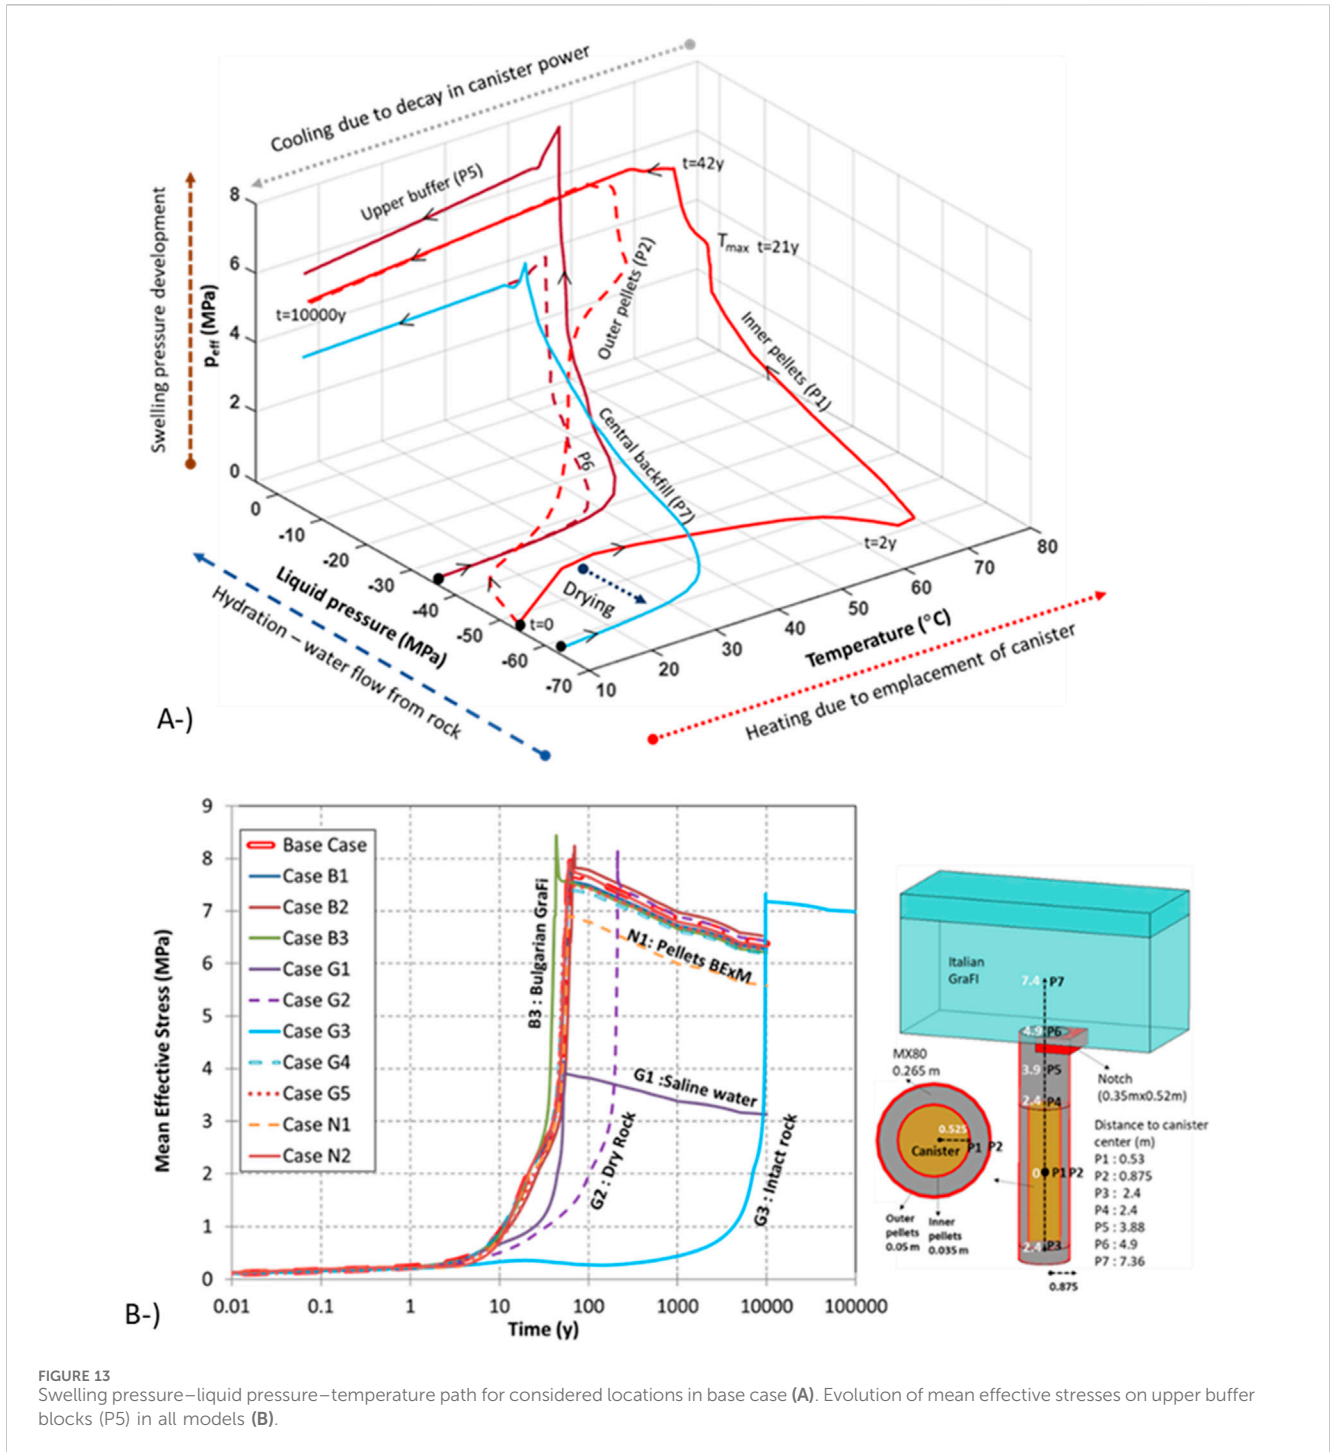 Cooling due to decay in canister power
Swelling pressure development
p_eff (MPa)
8
6
4
2
0
Upper buffer (P5)
t=42y
T_max t=21y
Outer pellets (P2)
Inner pellets (P1)
t=10000y
Central backfill (P7)
P6
t=2y
t=0
Drying
0
-10
-20
-30
-40
-50
-60
-70
Liquid pressure (MPa)
Hydration – water flow from rock
10
20
30
40
50
60
70
80
Temperature (°C)
Heating due to emplacement of canister
A-)
Mean Effective Stress (MPa)
9
8
7
6
5
4
3
2
1
0
Base Case
Case B1
Case B2
Case B3
Case G1
Case G2
Case G3
Case G4
Case G5
Case N1
Case N2
B3 : Bulgarian GraFi
N1: Pellets BExM
G1 :Saline water
G2: Dry Rock
G3 : Intact rock
0.01
0.1
1
10
100
1000
10000
100000
Time (y)
B-)
Italian
GraFI
7.4 P7
4.9 P6
3.9 P5
2.4 P4
0 P1 P2
2.4 P3
0.875
Notch
(0.35mx0.52m)
MX80
0.265 m
0.525
Canister
P1 P2
Outer
pellets
0.05 m
Inner
pellets
0.035 m
Distance to canister
center (m)
P1 : 0.53
P2 : 0.875
P3 : 2.4
P4 : 2.4
P5 : 3.88
P6 : 4.9
P7 : 7.36
FIGURE 13
Swelling pressure–liquid pressure–temperature path for considered locations in base case (A). Evolution of mean effective stresses on upper buffer
blocks (P5) in all models (B).